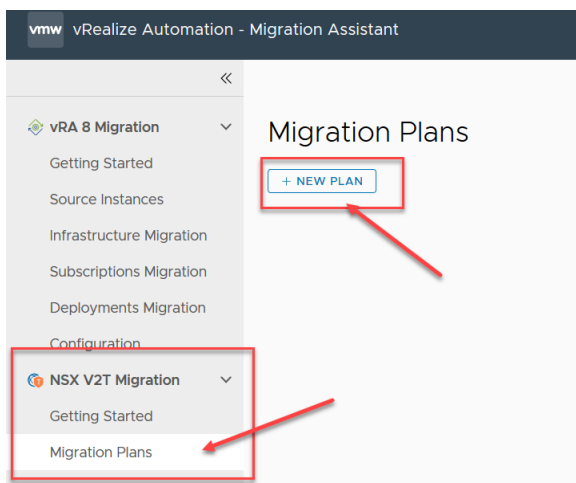 vmw vRealize Automation - Migration Assistant
vRA 8 Migration
Getting Started
Source Instances
Infrastructure Migration
Subscriptions Migration
Deployments Migration
Configuration
NSX V2T Migration
Getting Started
Migration Plans
Migration Plans
+ NEW PLAN